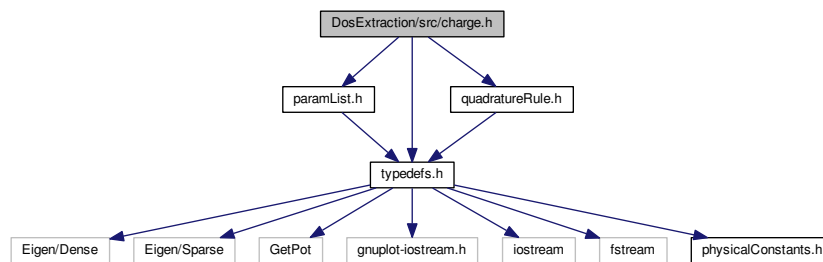 DosExtraction/src/charge.h
paramList.h
quadratureRule.h
typedefs.h
Eigen/Dense
Eigen/Sparse
GetPot
gnuplot-iostream.h
iostream
fstream
physicalConstants.h